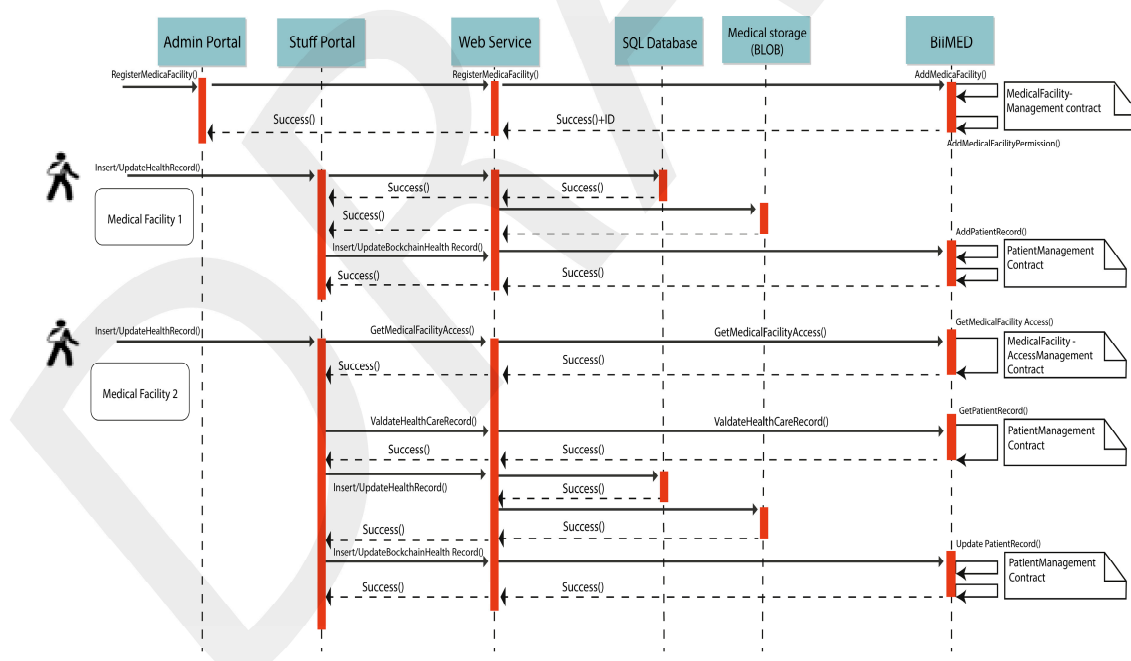 Admin Portal
Stuff Portal
Web Service
SQL Database
Medical storage
(BLOB)
BiiMED
RegisterMedicaFacility()
RegisterMedicaFacility()
AddMedicaFacility()
MedicalFacility-
Management contract
Success()
Success()+ID
AddMedicalFacilityPermission()
Insert/UpdateHealthRecord()
Success()
Success()
Medical Facility 1
Success()
AddPatientRecord()
Insert/UpdateBockchainHealth Record()
PatientManagement
Contract
Success()
Success()
Insert/UpdateHealthRecord()
GetMedicalFacilityAccess()
GetMedicalFacilityAccess()
GetMedicalFacility Access()
MedicalFacility -
AccessManagement
Contract
Success()
Success()
Medical Facility 2
GetPatientRecord()
ValdateHealthCareRecord()
ValdateHealthCareRecord()
PatientManagement
Contract
Success()
Success()
Insert/UpdateHealthRecord()
Success()
Success()
Success()
Insert/UpdateBockchainHealth Record()
Update PatientRecord()
PatientManagement
Contract
Success()
Success()
DRA